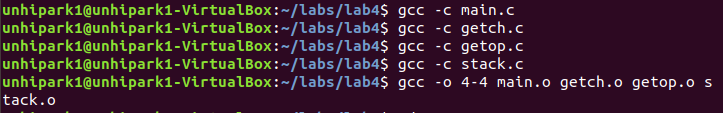 unhipark1@unhipark1-VirtualBox:~/labs/lab4$ gcc -c main.c
unhipark1@unhipark1-VirtualBox:~/labs/lab4$ gcc -c getch.c
unhipark1@unhipark1-VirtualBox:~/labs/lab4$ gcc -c getop.c
unhipark1@unhipark1-VirtualBox:~/labs/lab4$ gcc -c stack.c
unhipark1@unhipark1-VirtualBox:~/labs/lab4$ gcc -o 4-4 main.o getch.o getop.o s
tack.o